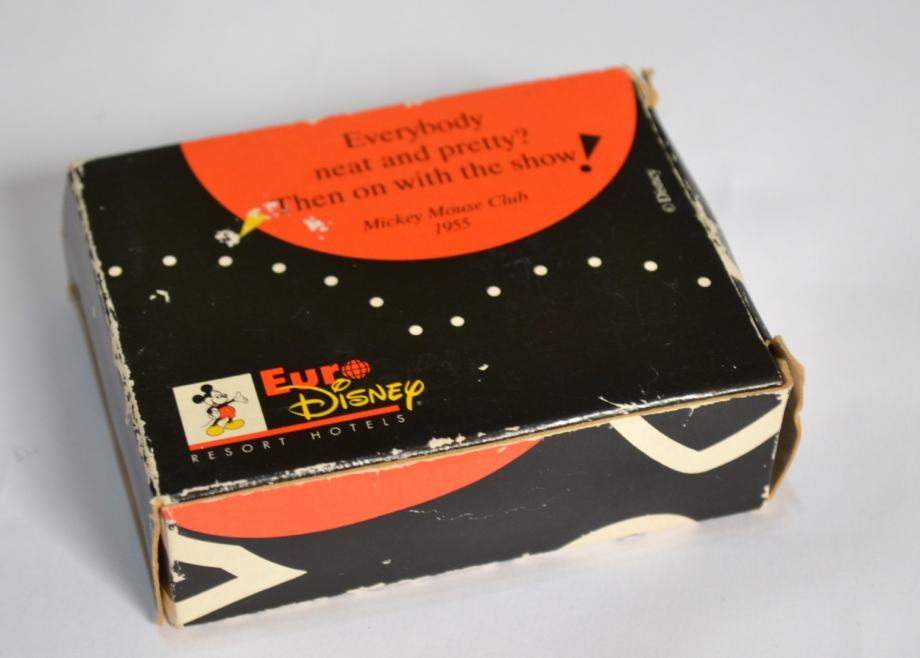 Everybody
neat and pretty?
Then on with the show!
Mickey Mouse Club
1955
© DISNEY
Euro
Disney®
RESORT HOTELS